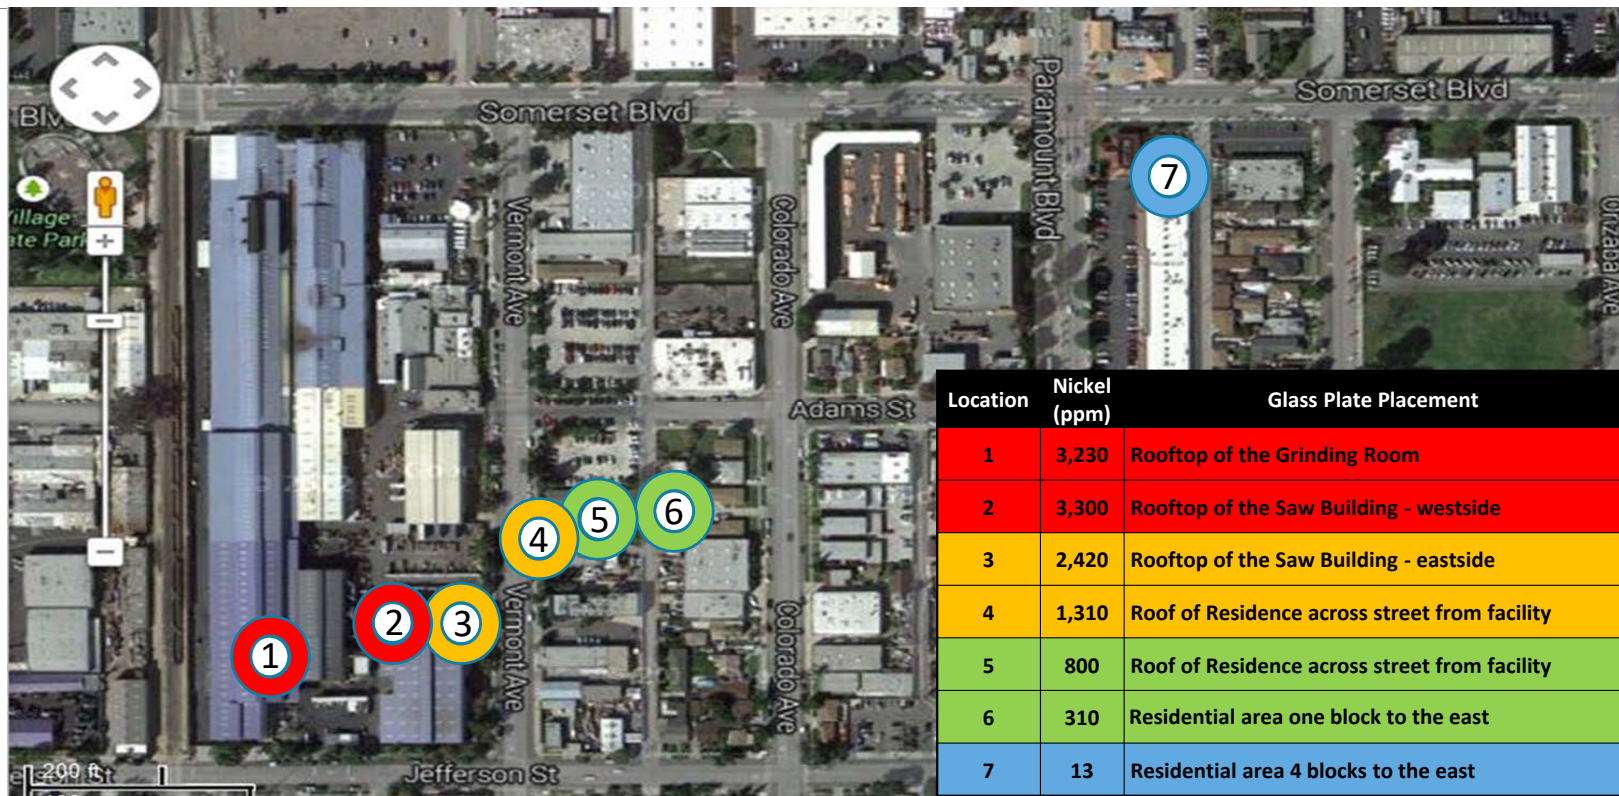 Blv
Somerset Blvd
Somerset Blvd
Paramount Blvd
7
Village
ate Park
Vermont Ave
Colorado Ave
Orizaba Ave
Adams St
4
5
6
Vermont Ave
Colorado Ave
1
2
3
200 ft
St
Jefferson St
Location Nickel (ppm) Glass Plate Placement
1 3,230 Rooftop of the Grinding Room
2 3,300 Rooftop of the Saw Building - westside
3 2,420 Rooftop of the Saw Building - eastside
4 1,310 Roof of Residence across street from facility
5 800 Roof of Residence across street from facility
6 310 Residential area one block to the east
7 13 Residential area 4 blocks to the east